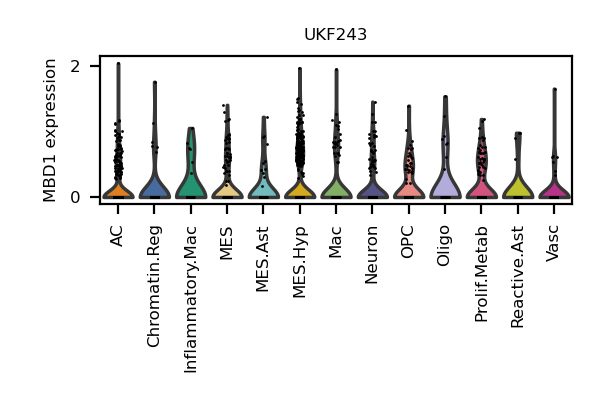 UKF243
MBD1 expression
2
0
AC
Chromatin.Reg
Inflammatory.Mac
MES
MES.Ast
MES.Hyp
Mac
Neuron
OPC
Oligo
Prolif.Metab
Reactive.Ast
Vasc